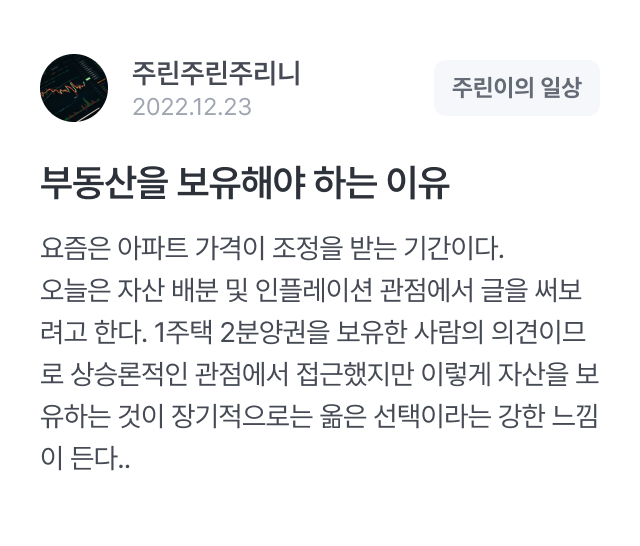 주린주린주리니
2022.12.23
주린이의 일상
부동산을 보유해야 하는 이유
요즘은 아파트 가격이 조정을 받는 기간이다.
오늘은 자산 배분 및 인플레이션 관점에서 글을 써보
려고 한다. 1주택 2분양권을 보유한 사람의 의견이므
로 상승론적인 관점에서 접근했지만 이렇게 자산을 보
유하는 것이 장기적으로는 옮은 선택이라는 강한 느낌
이 든다..